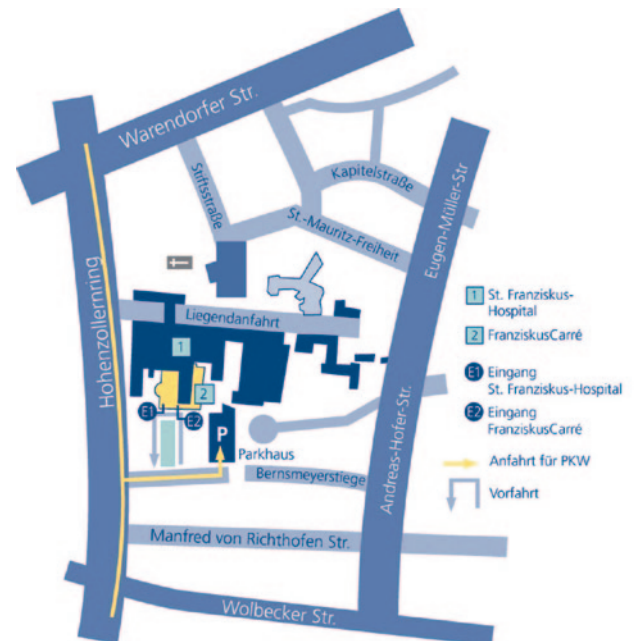 Warendorfer Str.
Stiftsstraße
Kapitelstraße
St.-Mauritz-Freiheit
Eugen-Müller-Str
Hohenzollernring
Liegendanfahrt
1
2
E1
E2
P
Parkhaus
Bernsmeyerstiege
Andreas-Hofer-Str.
Manfred von Richthofen Str.
Wolbecker Str.
1 St. Franziskus-
Hospital
2 FranziskusCarré
E1 Eingang
St. Franziskus-Hospital
E2 Eingang
FranziskusCarré
Anfahrt für PKW
Vorfahrt